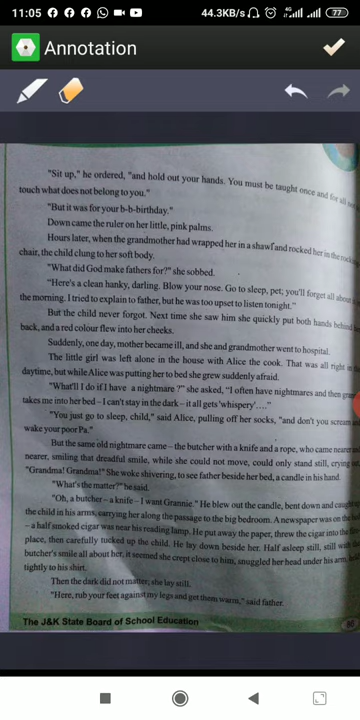 11:05
44.3KB/s
4G
77
Annotation
"Sit up," he ordered, "and hold out your hands. You must be taught once and for all not to
touch what does not belong to you."
"But it was for your b-b-birthday."
Down came the ruler on her little, pink palms.
Hours later, when the grandmother had wrapped her in a shawl and rocked her in the rocking
chair, the child clung to her soft body.
"What did God make fathers for?" she sobbed.
"Here's a clean hanky, darling. Blow your nose. Go to sleep, pet; you'll forget all about
the morning. I tried to explain to father, but he was too upset to listen tonight."
But the child never forgot. Next time she saw him she quickly put both hands behind
back, and a red colour flew into her cheeks.
Suddenly, one day, mother became ill, and she and grandmother went to hospital.
The little girl was left alone in the house with Alice the cook. That was all right in
daytime, but while Alice was putting her to bed she grew suddenly afraid.
"What'll I do if I have a nightmare ?" she asked, "I often have nightmares and then
takes me into her bed – I can't stay in the dark – it all gets 'whispery'...."
"You just go to sleep, child," said Alice, pulling off her socks, "and don't you scream and
wake your poor Pa."
But the same old nightmare came – the butcher with a knife and a rope, who came nearer and
nearer, smiling that dreadful smile, while she could not move, could only stand still, crying
"Grandma! Grandma!" She woke shivering, to see father beside her bed, a candle in his hand.
"What's the matter?" he said.
"Oh, a butcher – a knife – I want Grannie." He blew out the candle, bent down and caught
the child in his arms, carrying her along the passage to the big bedroom. A newspaper was on the
– a half smoked cigar was near his reading lamp. He put away the paper, threw the cigar into the
place, then carefully tucked up the child. He lay down beside her. Half asleep still, still with
butcher's smile all about her, it seemed she crept close to him, snuggled her head under his arm,
tightly to his shirt.
Then the dark did not matter; she lay still.
"Here, rub your feet against my legs and get them warm," said father.
The J&K State Board of School Education